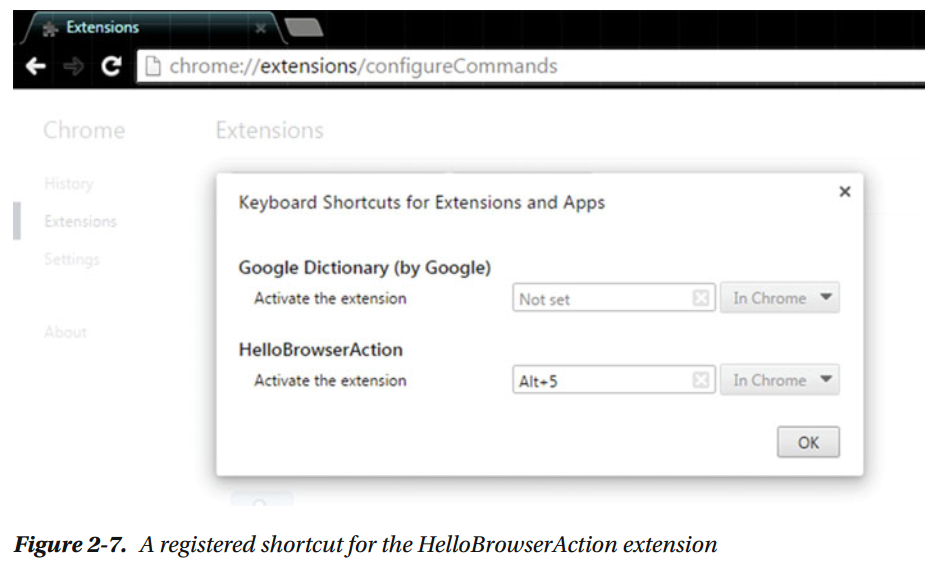 Extensions
chrome://extensions/configureCommands
Chrome
Extensions
History
Extensions
Settings
About
Keyboard Shortcuts for Extensions and Apps
Google Dictionary (by Google)
Activate the extension Not set In Chrome
HelloBrowserAction
Activate the extension Alt+5 In Chrome
OK
Figure 2-7. A registered shortcut for the HelloBrowserAction extension